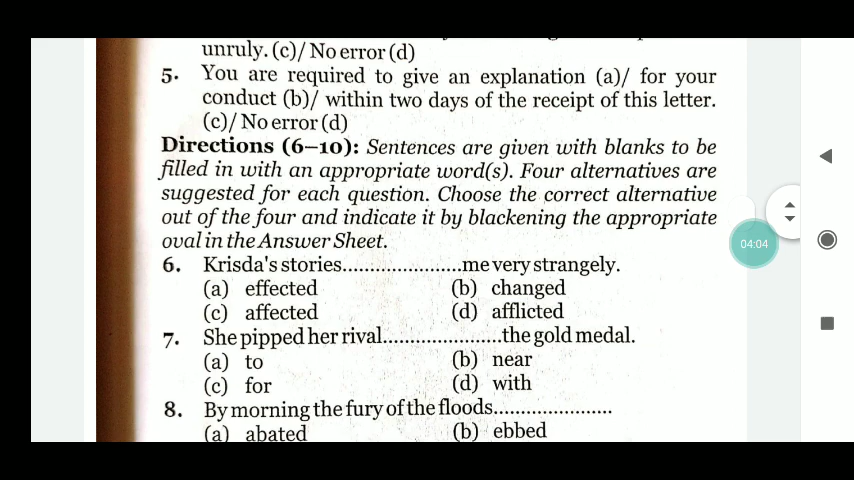 unruly. (c)/ No error (d)
5. You are required to give an explanation (a)/ for your
conduct (b)/ within two days of the receipt of this letter.
(c)/ No error (d)
Directions (6–10): Sentences are given with blanks to be
filled in with an appropriate word(s). Four alternatives are
suggested for each question. Choose the correct alternative
out of the four and indicate it by blackening the appropriate
oval in the Answer Sheet.
6. Krisda's stories......................me very strangely.
(a) effected (b) changed
(c) affected (d) afflicted
7. She pipped her rival......................the gold medal.
(a) to (b) near
(c) for (d) with
8. By morning the fury of the floods......................
(a) abated (b) ebbed
04:04